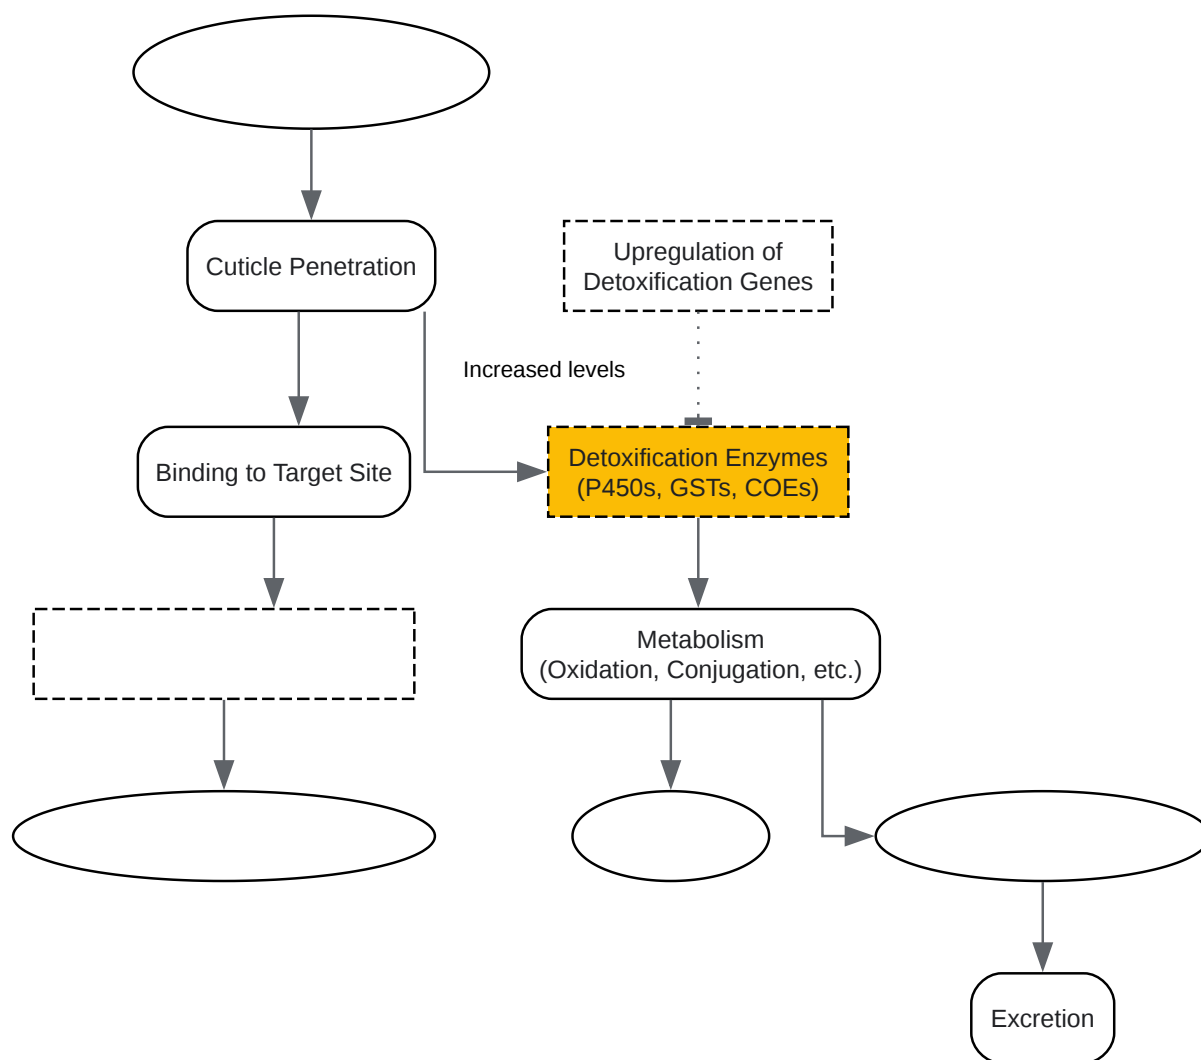 Cuticle Penetration
Upregulation of
Detoxification Genes
Increased levels
Binding to Target Site
Detoxification Enzymes
(P450s, GSTs, COEs)
Metabolism
(Oxidation, Conjugation, etc.)
Excretion